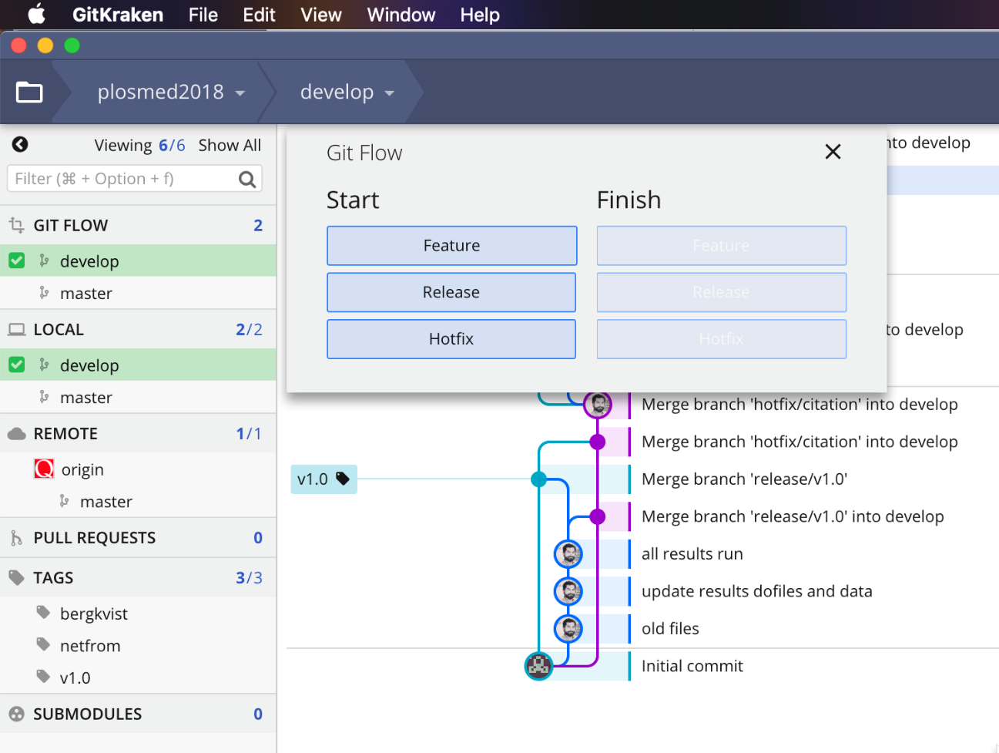 GitKraken File Edit View Window Help
plosmed2018 develop
Viewing 6/6 Show All
Filter (⌘ + Option + f)
GIT FLOW 2
develop
master
LOCAL 2/2
develop
master
REMOTE 1/1
origin
master
PULL REQUESTS 0
TAGS 3/3
bergkvist
netfrom
v1.0
SUBMODULES 0
Git Flow
Start Finish
Feature Feature
Release Release
Hotfix Hotfix
into develop
to develop
Merge branch 'hotfix/citation' into develop
Merge branch 'hotfix/citation' into develop
v1.0 Merge branch 'release/v1.0'
Merge branch 'release/v1.0' into develop
all results run
update results dofiles and data
old files
Initial commit